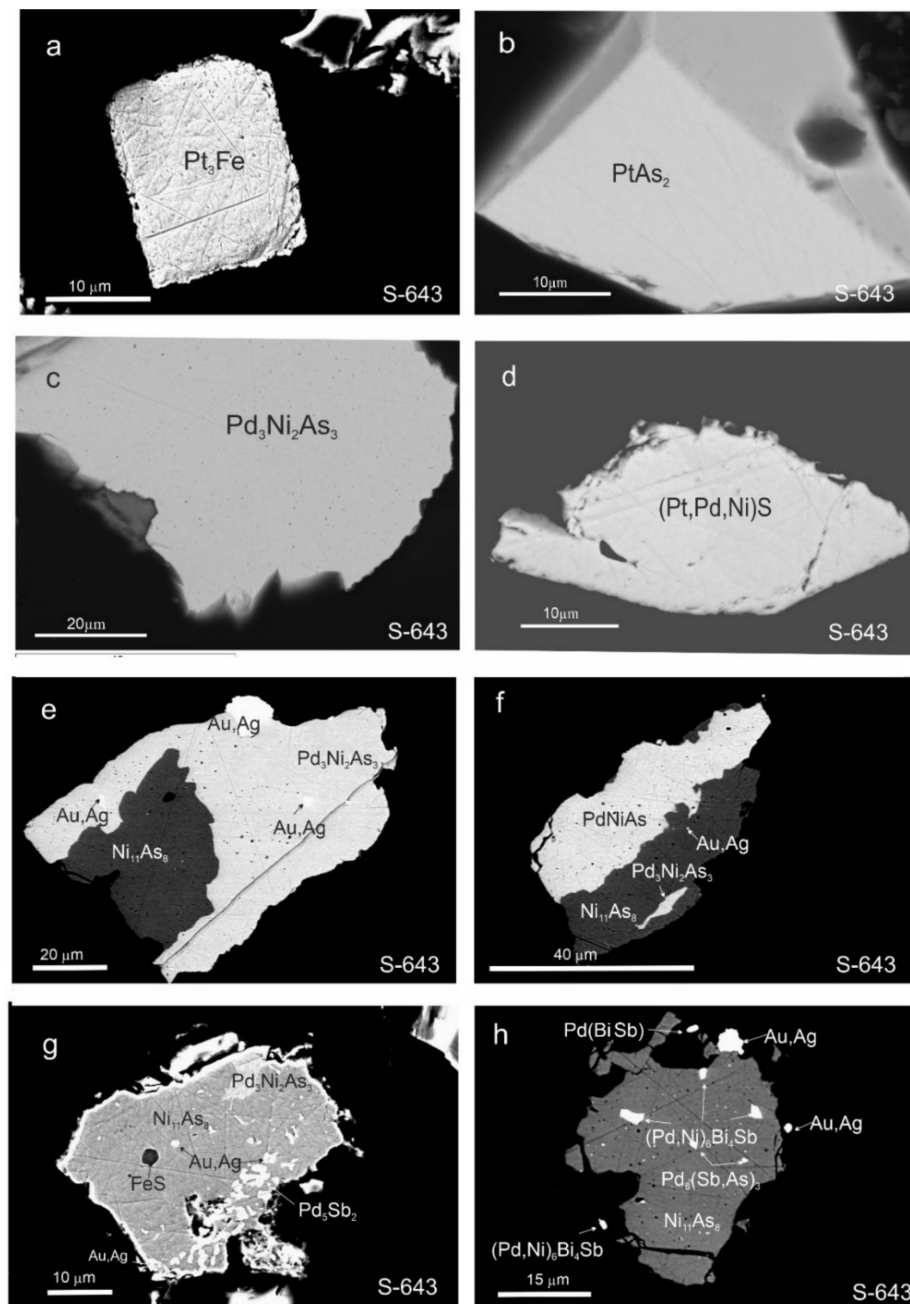 a
Pt₃Fe
10 μm
S-643
b
PtAs₂
10μm
S-643
c
Pd₃Ni₂As₃
20μm
S-643
d
(Pt,Pd,Ni)S
10μm
S-643
e
Au,Ag
Pd₃Ni₂As₃
Au,Ag
Au,Ag
Ni₁₁As₈
20 μm
S-643
f
PdNiAs
Au,Ag
Pd₃Ni₂As₃
Ni₁₁As₈
40 μm
S-643
g
Pd₃Ni₂As₃
Ni₁₁As₈
Au,Ag
FeS
Pd₅Sb₂
Au,Ag
10 μm
S-643
h
Pd(BiSb)
Au,Ag
Au,Ag
(Pd,Ni)₆Bi₄Sb
Pd₈(Sb,As)₃
Ni₁₁As₈
(Pd,Ni)₆Bi₄Sb
15 μm
S-643